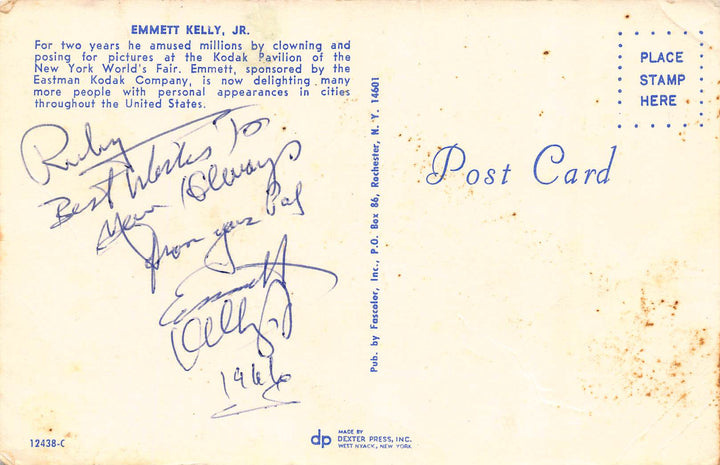 EMMETT KELLY, JR.
For two years he amused millions by clowning and
posing for pictures at the Kodak Pavilion of the
New York World's Fair. Emmett, sponsored by the
Eastman Kodak Company, is now delighting many
more people with personal appearances in cities
throughout the United States.
Ruby
Best Wishes To
You Always
from your Pal
Emmett
Kelly Jr
1966
12438-C
Pub. by Fascolor, Inc., P.O. Box 86, Rochester, N. Y. 14601
PLACE
STAMP
HERE
Post Card
dp
MADE BY
DEXTER PRESS, INC.
WEST NYACK, NEW YORK